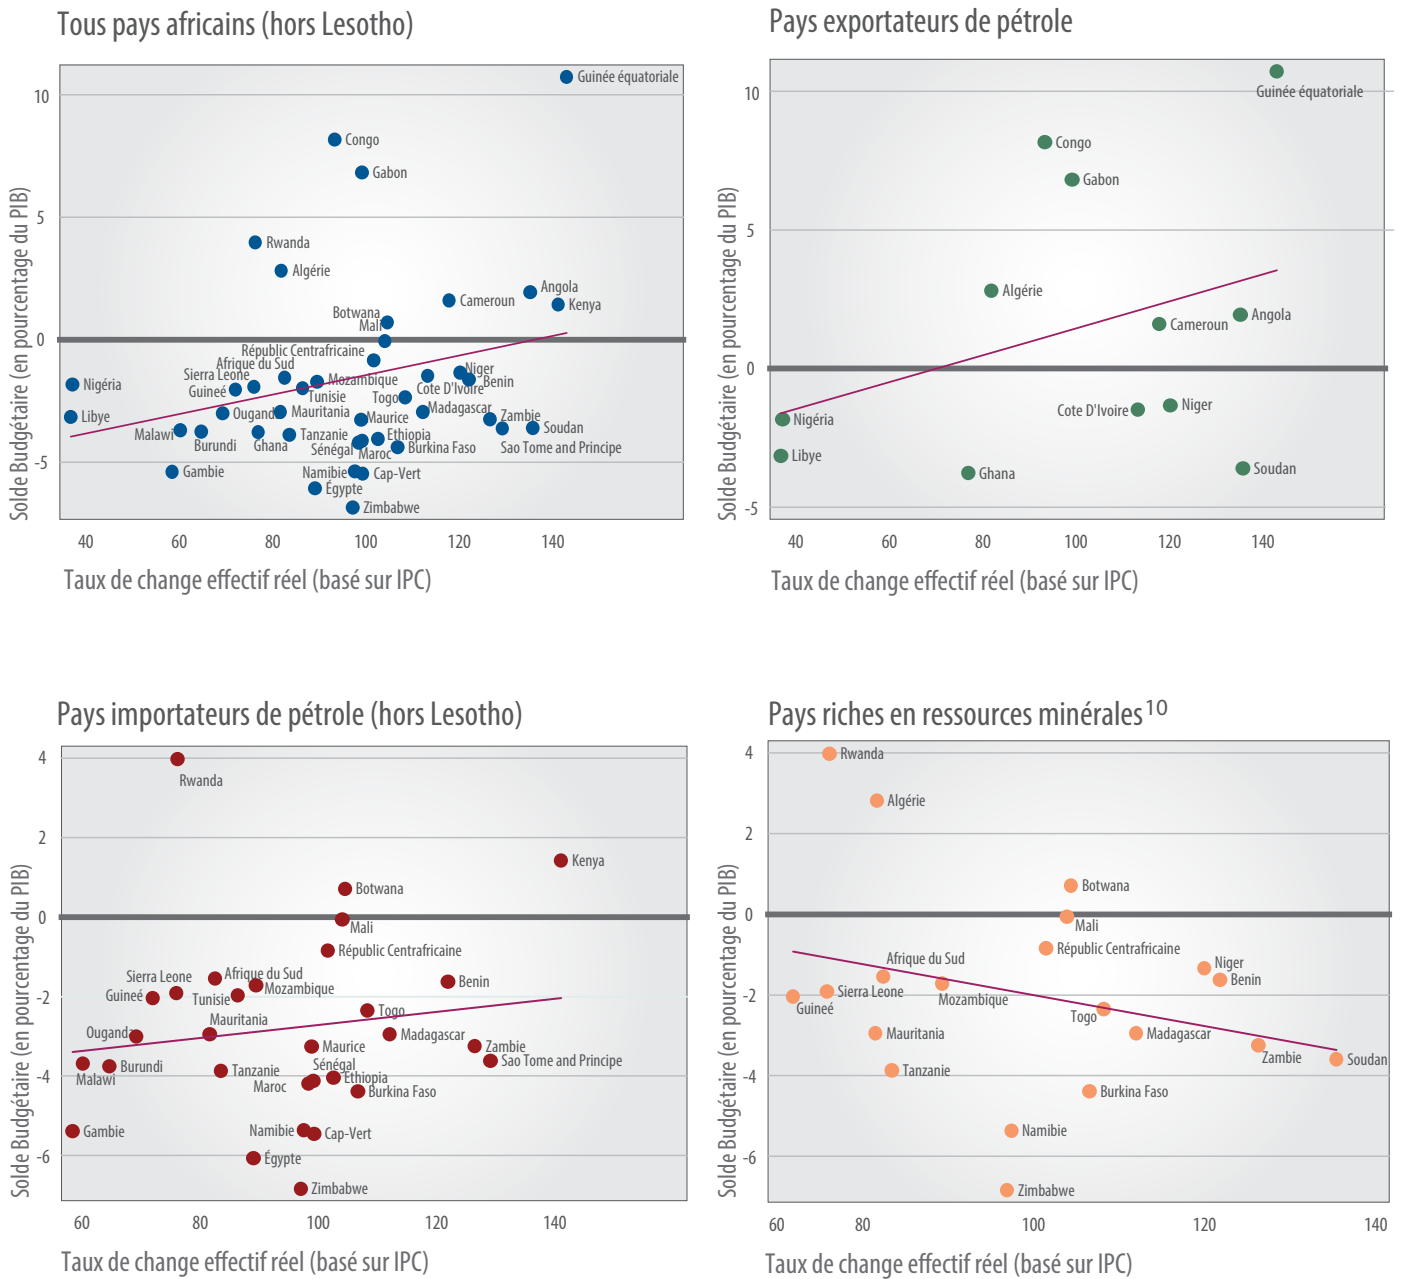 Tous pays africains (hors Lesotho)
Solde Budgétaire (en pourcentage du PIB)
10
5
0
-5
Guinée équatoriale
Congo
Gabon
Rwanda
Algérie
Angola
Cameroun
Kenya
Botwana
Mali
Républic Centrafricaine
Afrique du Sud
Niger
Sierra Leone
Mozambique
Benin
Nigéria
Guineé
Tunisie
Togo
Cote D'Ivoire
Libye
Ouganda
Mauritania
Maurice
Madagascar
Zambie
Malawi
Burundi
Ghana
Tanzanie
Ethiopia
Soudan
Sénégal
Maroc
Burkina Faso
Sao Tome and Principe
Gambie
Namibie
Cap-Vert
Égypte
Zimbabwe
40 60 80 100 120 140
Taux de change effectif réel (basé sur IPC)
Pays exportateurs de pétrole
Solde Budgétaire (en pourcentage du PIB)
10
5
0
-5
Guinée équatoriale
Congo
Gabon
Algérie
Angola
Cameroun
Cote D'Ivoire
Niger
Nigéria
Libye
Ghana
Soudan
40 60 80 100 120 140
Taux de change effectif réel (basé sur IPC)
Pays importateurs de pétrole (hors Lesotho)
Solde Budgétaire (en pourcentage du PIB)
4
2
0
-2
-4
-6
Rwanda
Kenya
Botwana
Mali
Républic Centrafricaine
Sierra Leone
Afrique du Sud
Benin
Guineé
Tunisie
Mozambique
Togo
Mauritania
Ouganda
Madagascar
Maurice
Zambie
Sao Tome and Principe
Malawi
Burundi
Tanzanie
Sénégal
Maroc
Ethiopia
Burkina Faso
Gambie
Namibie
Cap-Vert
Égypte
Zimbabwe
60 80 100 120 140
Taux de change effectif réel (basé sur IPC)
Pays riches en ressources minérales10
Solde Budgétaire (en pourcentage du PIB)
4
2
0
-2
-4
-6
Rwanda
Algérie
Botwana
Mali
Républic Centrafricaine
Afrique du Sud
Niger
Benin
Sierra Leone
Guineé
Mozambique
Togo
Mauritania
Madagascar
Zambie
Soudan
Tanzanie
Burkina Faso
Namibie
Zimbabwe
60 80 100 120 140
Taux de change effectif réel (basé sur IPC)